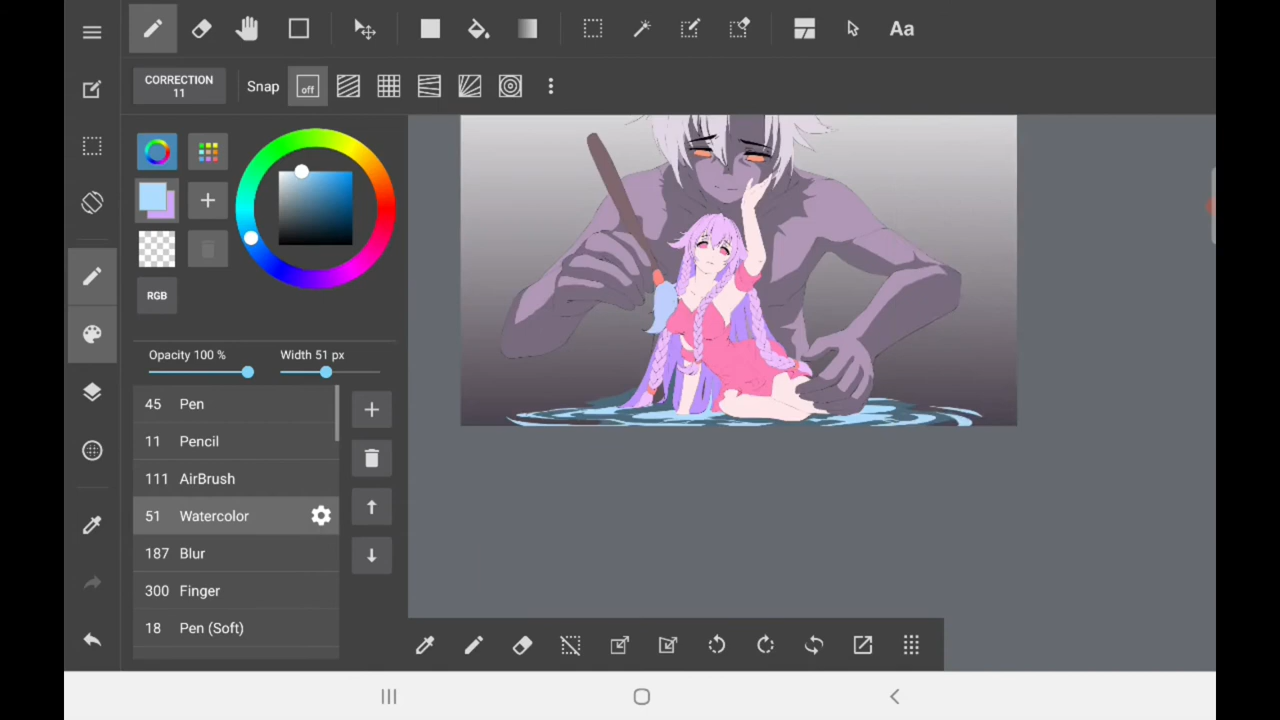 Aa
CORRECTION
11
Snap
off
RGB
Opacity 100 %
Width 51 px
45 Pen
11 Pencil
111 AirBrush
51 Watercolor
187 Blur
300 Finger
18 Pen (Soft)